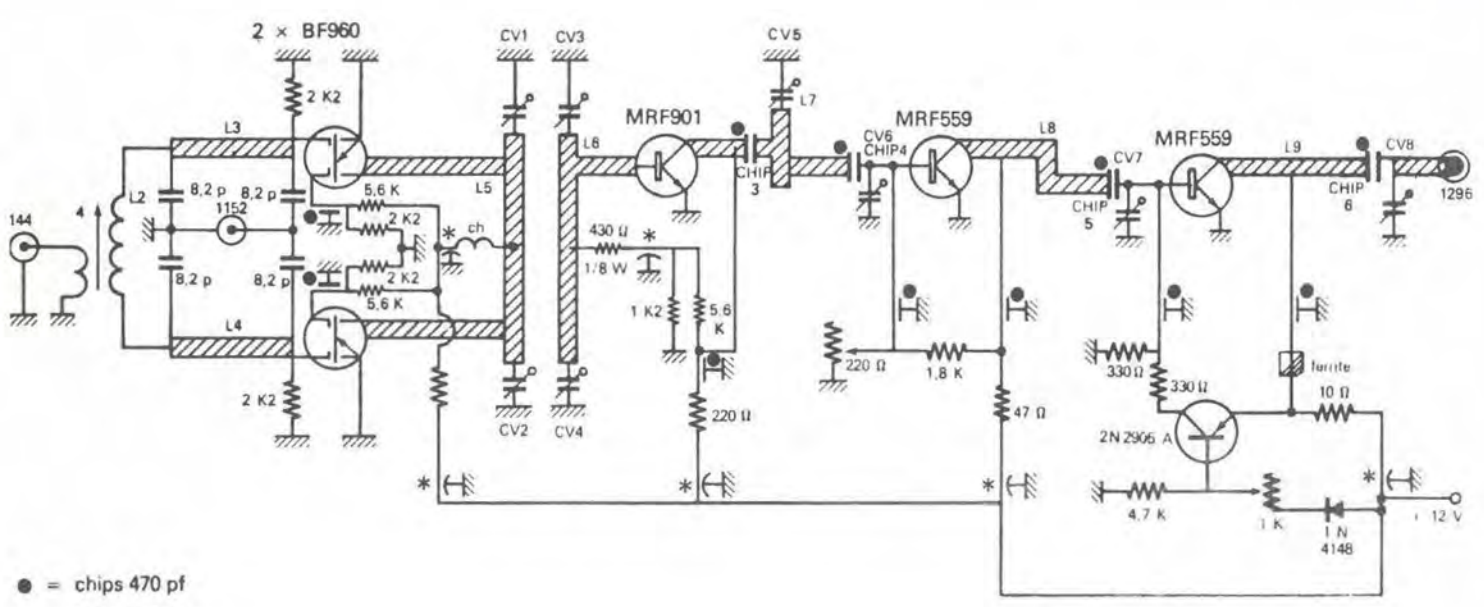 2 × BF960
CV1
CV3
CV5
2 K2
L3
MRF901
L7
MRF559
L8
MRF559
L6
CV6
CHIP4
CV7
L9
CV8
L2
8,2 p
8,2 p
5,6 K
L5
CHIP
3
CHIP
5
CHIP
6
1296
144
4
1152
2 K2
*
ch
430 Ω
*
1/8 W
8,2 p
8,2 p
2 K2
5,6 K
1 K2
5,6
K
L4
220 Ω
1,8 K
330 Ω
330 Ω
ferrite
10 Ω
2 K2
CV2
CV4
220 Ω
47 Ω
2N 2905 A
*
*
*
*
4,7 K
1 K
1 N
4148
+ 12 V
● = chips 470 pf